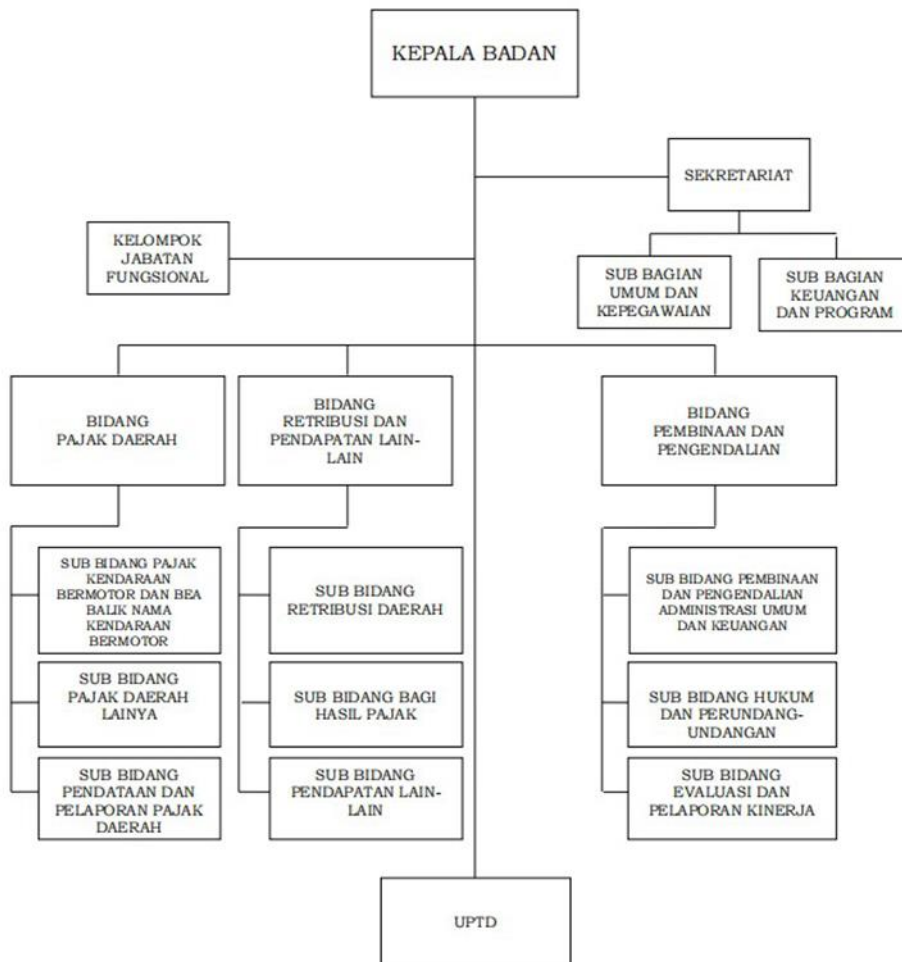 KEPALA BADAN
SEKRETARIAT
KELOMPOK
JABATAN
FUNGSIONAL
SUB BAGIAN
UMUM DAN
KEPEGAWAIAN
SUB BAGIAN
KEUANGAN
DAN PROGRAM
BIDANG
PAJAK DAERAH
BIDANG
RETRIBUSI DAN
PENDAPATAN LAIN-
LAIN
BIDANG
PEMBINAAN DAN
PENGENDALIAN
SUB BIDANG PAJAK
KENDARAAN
BERMOTOR DAN BEA
BALIK NAMA
KENDARAAN
BERMOTOR
SUB BIDANG
RETRIBUSI DAERAH
SUB BIDANG PEMBINAAN
DAN PENGENDALIAN
ADMINISTRASI UMUM
DAN KEUANGAN
SUB BIDANG
PAJAK DAERAH
LAINYA
SUB BIDANG BAGI
HASIL PAJAK
SUB BIDANG HUKUM
DAN PERUNDANG-
UNDANGAN
SUB BIDANG
PENDATAAN DAN
PELAPORAN PAJAK
DAERAH
SUB BIDANG
PENDAPATAN LAIN-
LAIN
SUB BIDANG
EVALUASI DAN
PELAPORAN KINERJA
UPTD